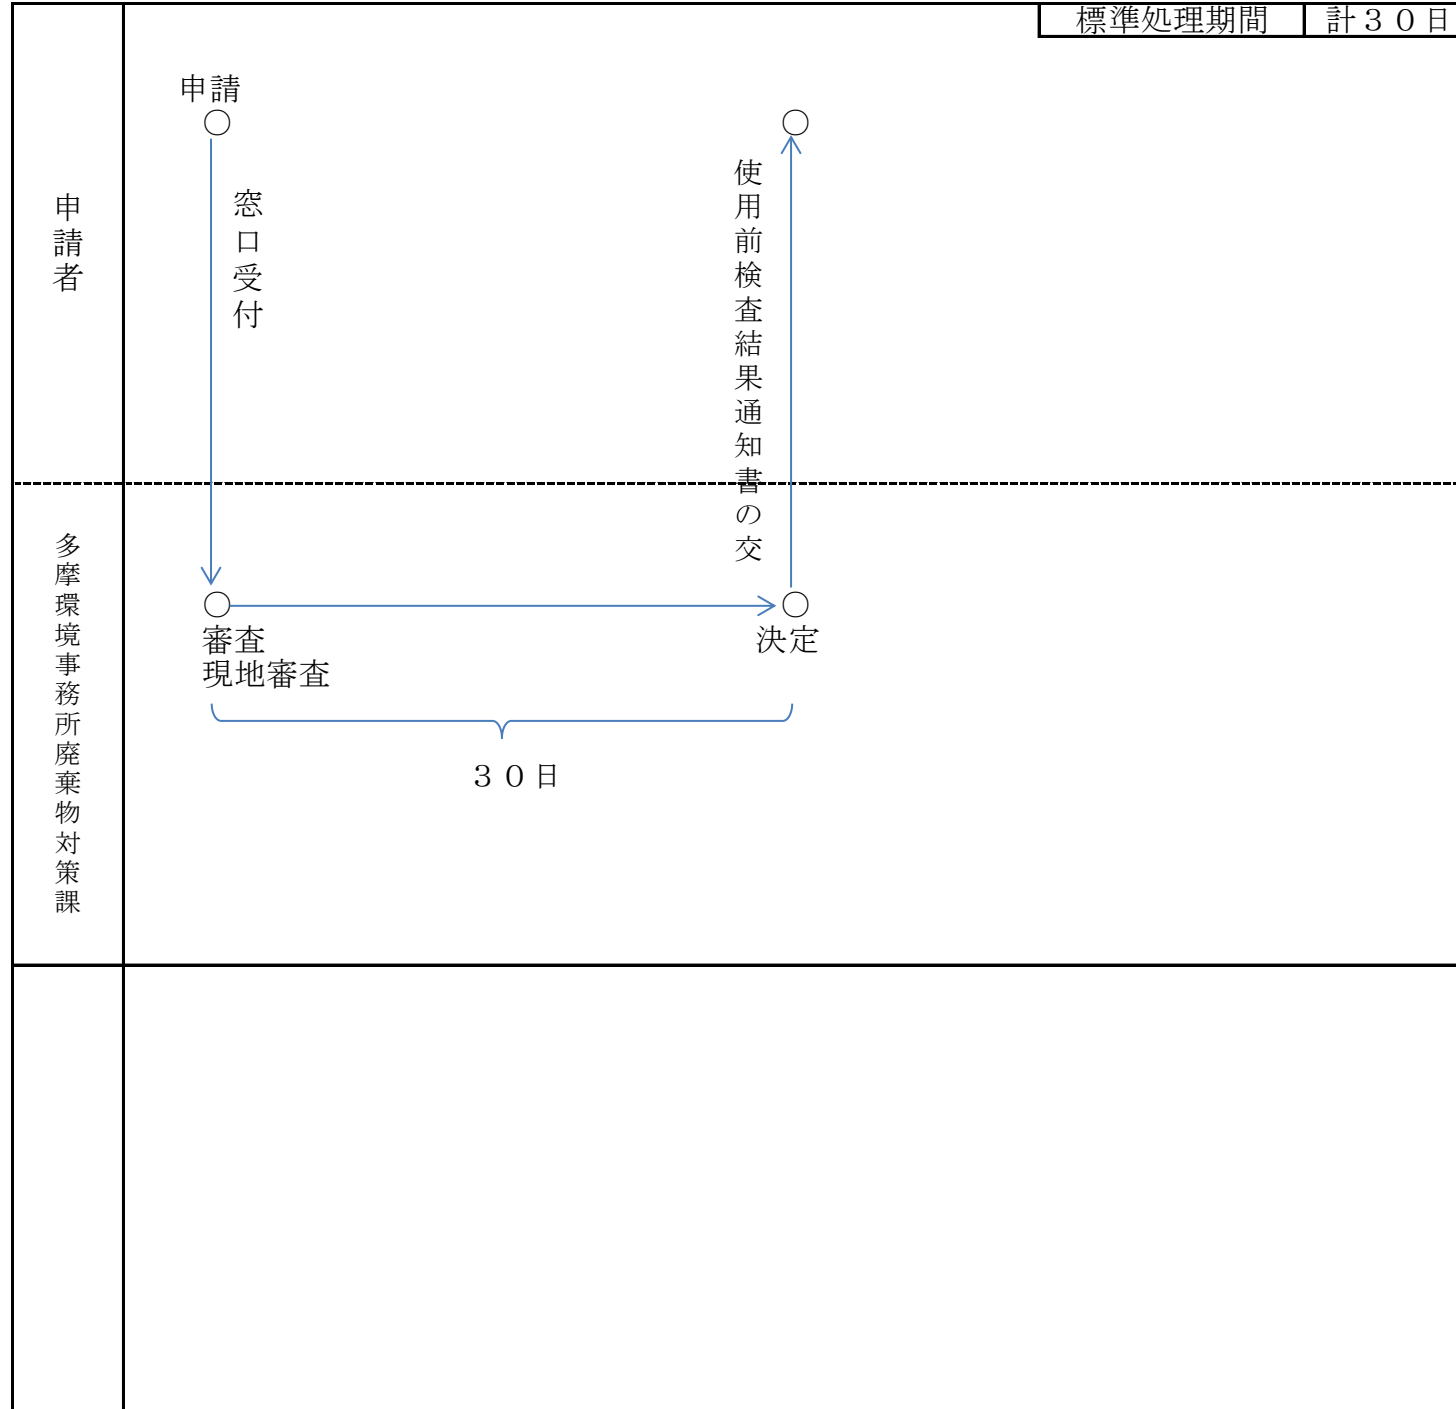 標準処理期間 計３０日
申請
申請者
窓口受付
使用前検査結果通知書の交
多摩環境事務所廃棄物対策課
審査
現地審査
決定
３０日